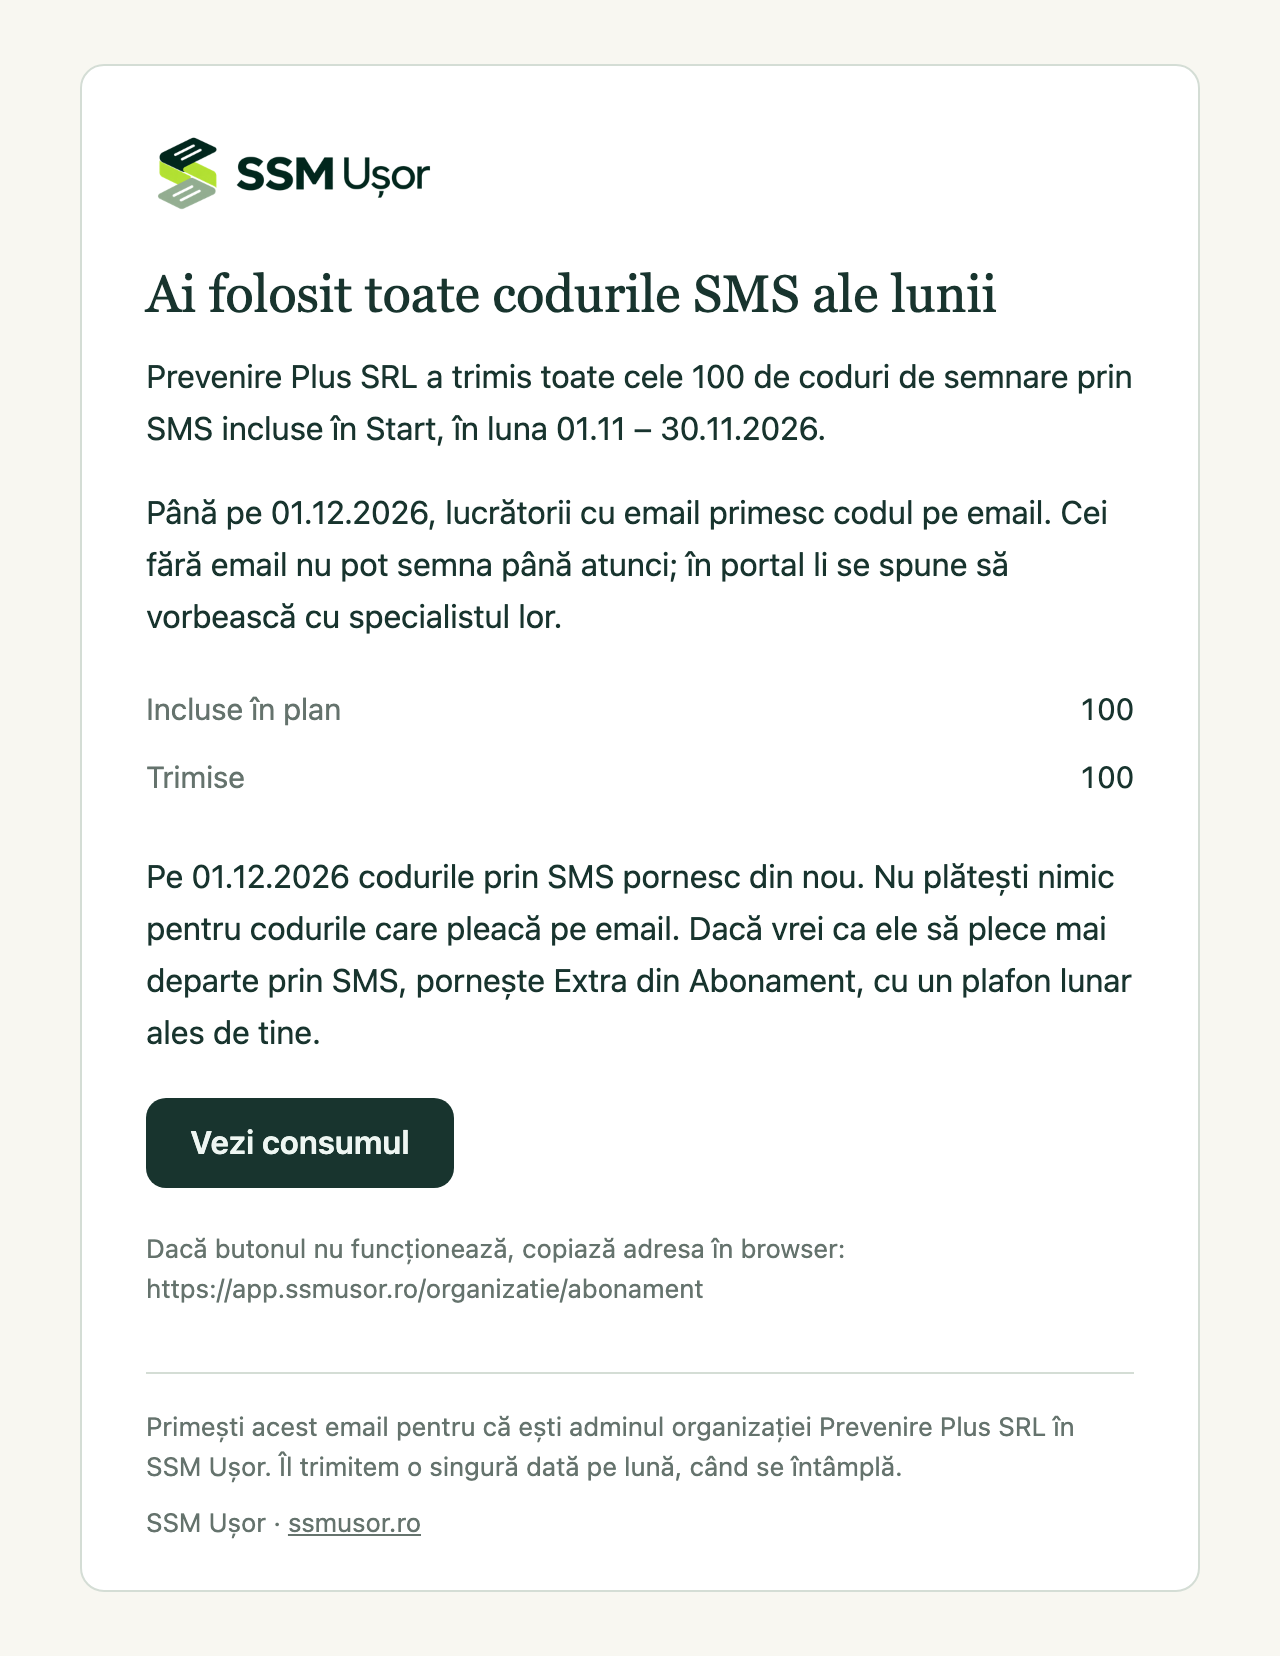 SSM Ușor
Ai folosit toate codurile SMS ale lunii
Prevenire Plus SRL a trimis toate cele 100 de coduri de semnare prin
SMS incluse în Start, în luna 01.11 – 30.11.2026.
Până pe 01.12.2026, lucrătorii cu email primesc codul pe email. Cei
fără email nu pot semna până atunci; în portal li se spune să
vorbească cu specialistul lor.
Incluse în plan 100
Trimise 100
Pe 01.12.2026 codurile prin SMS pornesc din nou. Nu plătești nimic
pentru codurile care pleacă pe email. Dacă vrei ca ele să plece mai
departe prin SMS, pornește Extra din Abonament, cu un plafon lunar
ales de tine.
Vezi consumul
Dacă butonul nu funcționează, copiază adresa în browser:
https://app.ssmusor.ro/organizatie/abonament
Primești acest email pentru că ești adminul organizației Prevenire Plus SRL în
SSM Ușor. Îl trimitem o singură dată pe lună, când se întâmplă.
SSM Ușor · ssmusor.ro